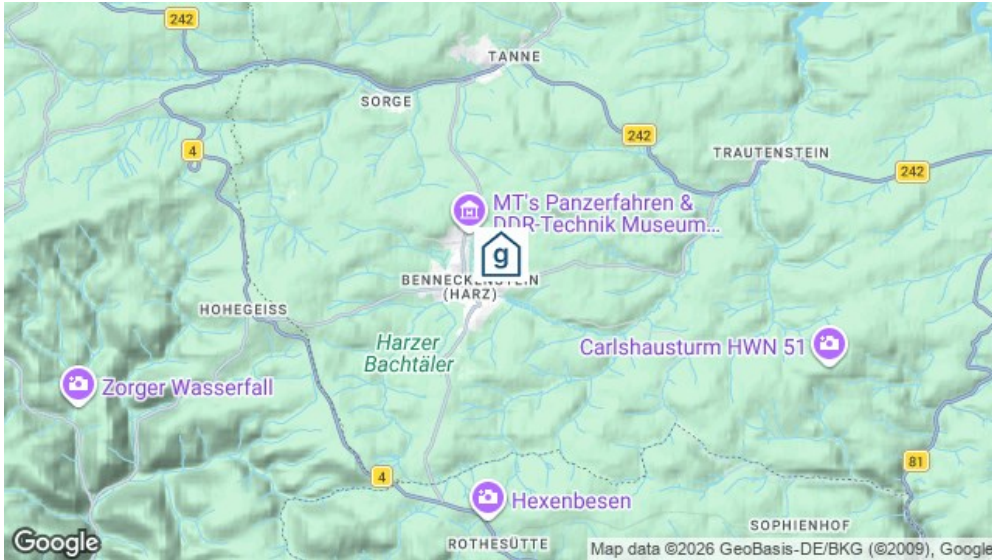 242
TANNE
SORGE
242
4
TRAUTENSTEIN
242
MT's Panzerfahren &
DDR-Technik Museum...
g
BENNECKENSTEIN
(HARZ)
HOHEGEISS
Harzer
Bachtäler
Carlshausturm HWN 51
Zorger Wasserfall
81
4
Hexenbesen
SOPHIENHOF
ROTHESÜTTE
Google
Map data ©2026 GeoBasis-DE/BKG (©2009), Google